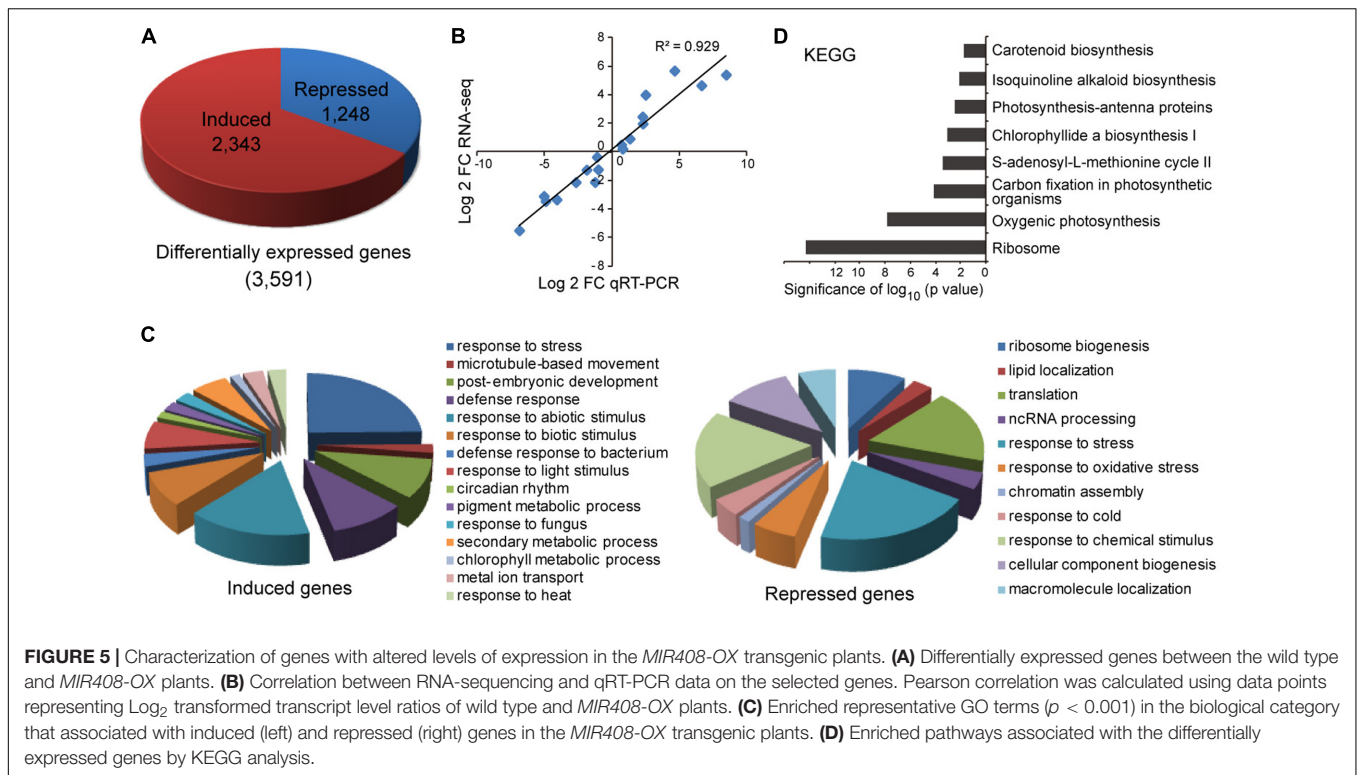 A
Repressed
1,248
Induced
2,343
Differentially expressed genes
(3,591)
B
R² = 0.929
Log 2 FC RNA-seq
8
6
4
2
0
-2
-4
-6
-8
-10
-5
0
5
10
Log 2 FC qRT-PCR
D
KEGG
Carotenoid biosynthesis
Isoquinoline alkaloid biosynthesis
Photosynthesis-antenna proteins
Chlorophyllide a biosynthesis I
S-adenosyl-L-methionine cycle II
Carbon fixation in photosynthetic
organisms
Oxygenic photosynthesis
Ribosome
12 10 8 6 4 2 0
Significance of log₁₀ (p value)
C
response to stress
microtubule-based movement
post-embryonic development
defense response
response to abiotic stimulus
response to biotic stimulus
defense response to bacterium
response to light stimulus
circadian rhythm
pigment metabolic process
response to fungus
secondary metabolic process
chlorophyll metabolic process
metal ion transport
response to heat
Induced genes
ribosome biogenesis
lipid localization
translation
ncRNA processing
response to stress
response to oxidative stress
chromatin assembly
response to cold
response to chemical stimulus
cellular component biogenesis
macromolecule localization
Repressed genes
FIGURE 5 | Characterization of genes with altered levels of expression in the MIR408-OX transgenic plants. (A) Differentially expressed genes between the wild type
and MIR408-OX plants. (B) Correlation between RNA-sequencing and qRT-PCR data on the selected genes. Pearson correlation was calculated using data points
representing Log₂ transformed transcript level ratios of wild type and MIR408-OX plants. (C) Enriched representative GO terms (p < 0.001) in the biological category
that associated with induced (left) and repressed (right) genes in the MIR408-OX transgenic plants. (D) Enriched pathways associated with the differentially
expressed genes by KEGG analysis.